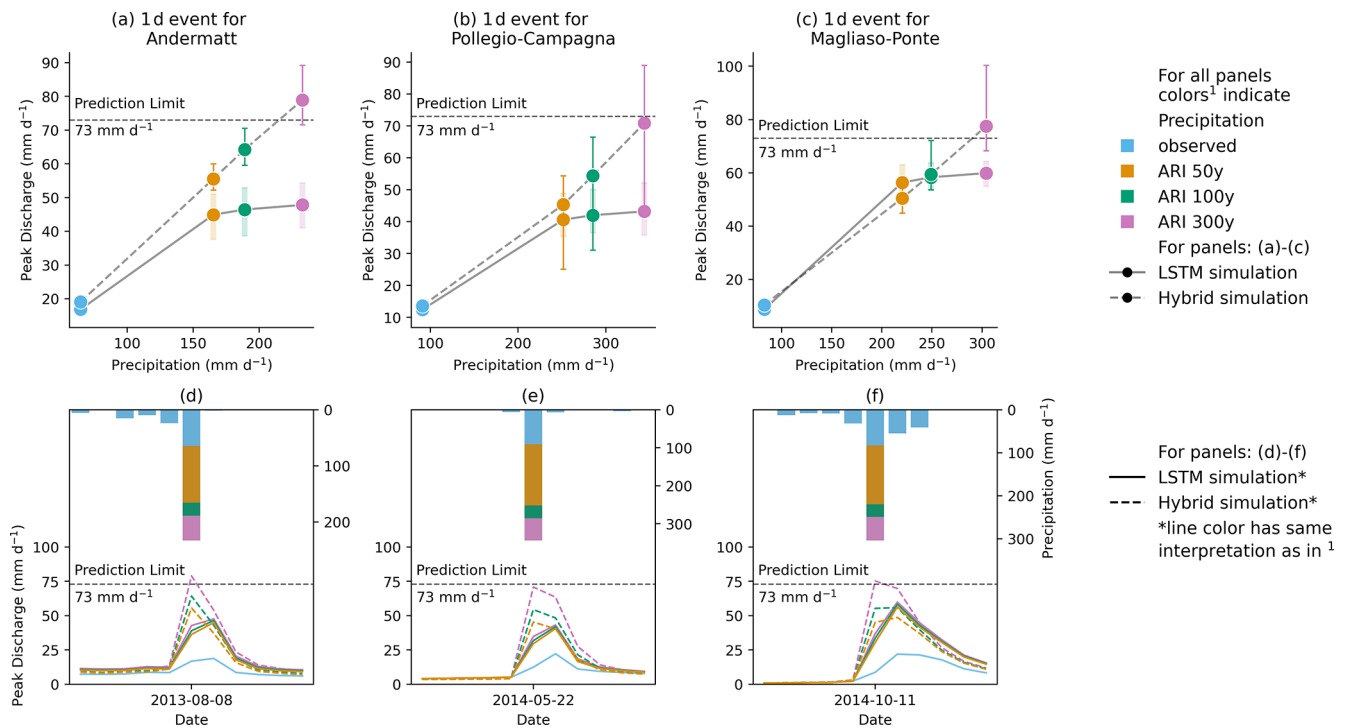 (a) 1d event for
Andermatt
(b) 1d event for
Pollegio-Campagna
(c) 1d event for
Magliaso-Ponte
Peak Discharge (mm d⁻¹)
90
80
70
60
50
40
30
20
Prediction Limit
73 mm d⁻¹
100
150
200
Precipitation (mm d⁻¹)
Peak Discharge (mm d⁻¹)
90
80
70
60
50
40
30
20
10
Prediction Limit
73 mm d⁻¹
100
200
300
Precipitation (mm d⁻¹)
Peak Discharge (mm d⁻¹)
100
80
60
40
20
Prediction Limit
73 mm d⁻¹
100
150
200
250
300
Precipitation (mm d⁻¹)
For all panels
colors¹ indicate
Precipitation
observed
ARI 50y
ARI 100y
ARI 300y
For panels: (a)-(c)
LSTM simulation
Hybrid simulation
(d)
0
100
200
Peak Discharge (mm d⁻¹)
100
75
50
25
0
Prediction Limit
73 mm d⁻¹
2013-08-08
Date
(e)
0
100
200
300
100
75
50
25
0
Prediction Limit
73 mm d⁻¹
2014-05-22
Date
(f)
0
100
200
300
Precipitation (mm d⁻¹)
100
75
50
25
0
Prediction Limit
73 mm d⁻¹
2014-10-11
Date
For panels: (d)-(f)
LSTM simulation*
Hybrid simulation*
*line color has same
interpretation as in ¹